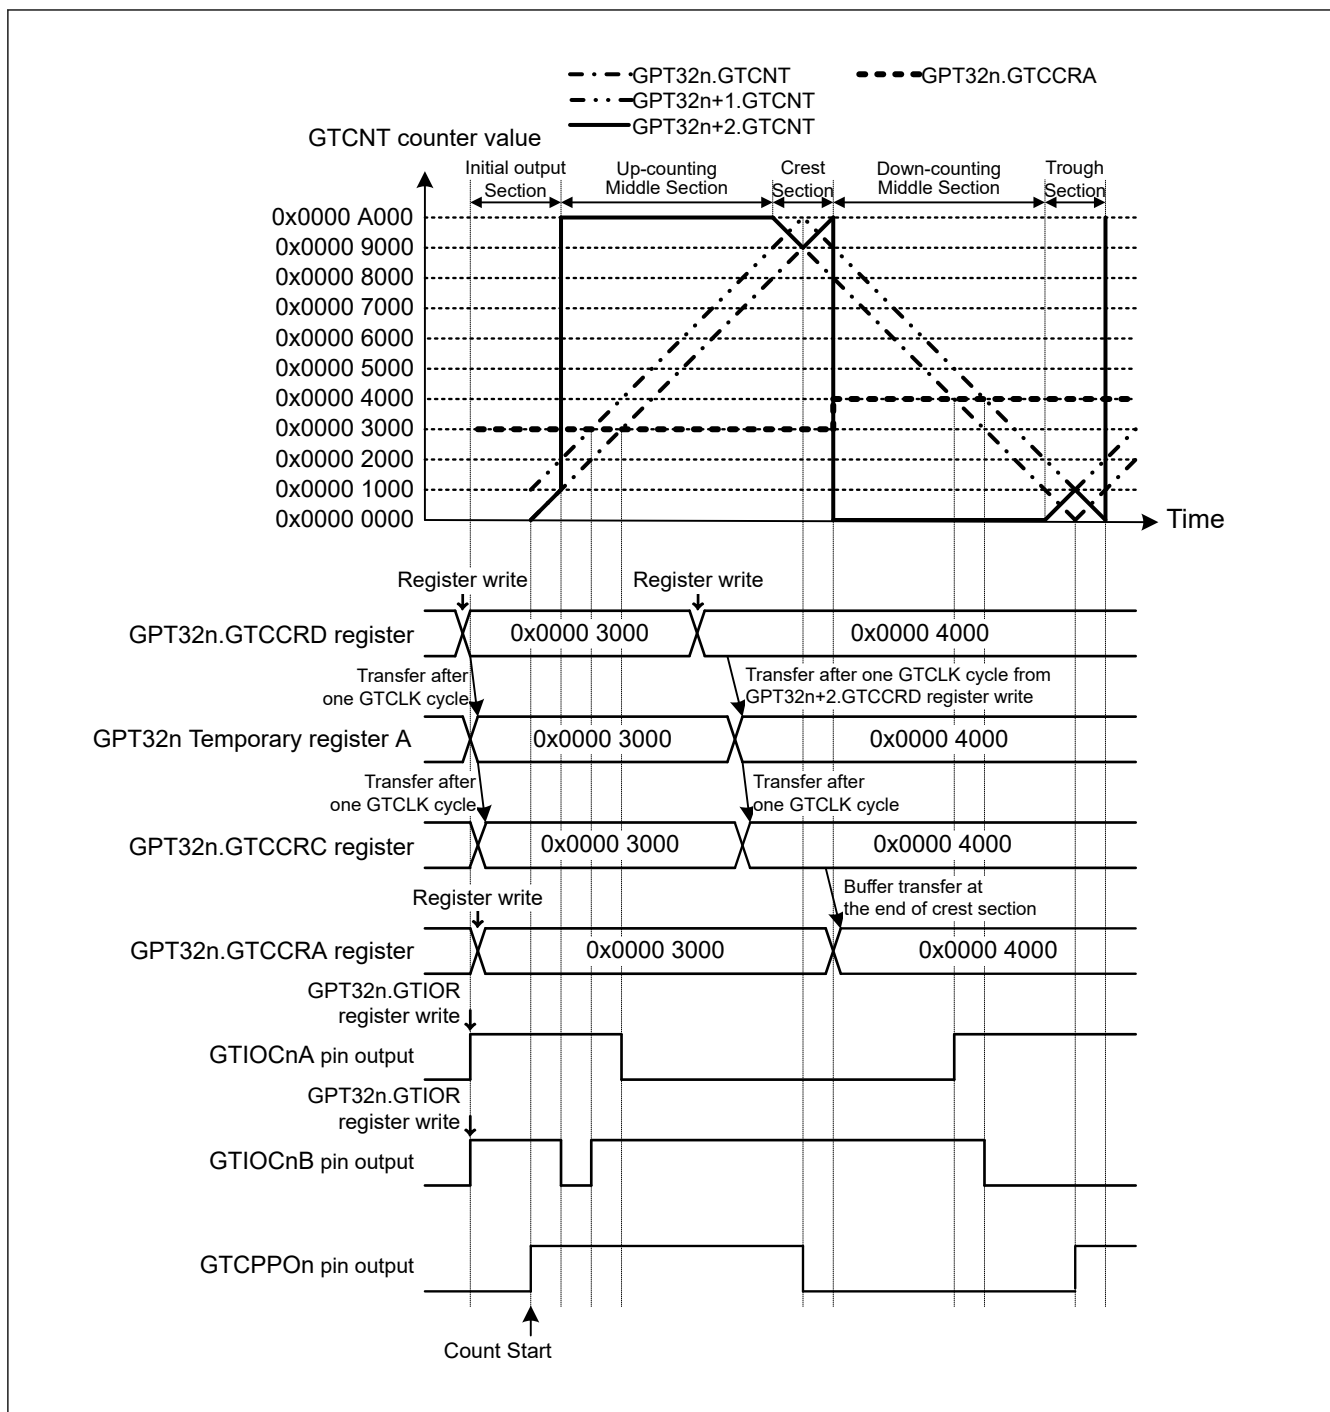 GPT32n.GTCNT
GPT32n.GTCCRA
GPT32n+1.GTCNT
GPT32n+2.GTCNT
GTCNT counter value
Initial output
Section
Up-counting
Middle Section
Crest
Section
Down-counting
Middle Section
Trough
Section
0x0000 A000
0x0000 9000
0x0000 8000
0x0000 7000
0x0000 6000
0x0000 5000
0x0000 4000
0x0000 3000
0x0000 2000
0x0000 1000
0x0000 0000
Time
Register write
Register write
GPT32n.GTCCRD register
0x0000 3000
0x0000 4000
Transfer after
one GTCLK cycle
Transfer after one GTCLK cycle from
GPT32n+2.GTCCRD register write
GPT32n Temporary register A
0x0000 3000
0x0000 4000
Transfer after
one GTCLK cycle
Transfer after
one GTCLK cycle
GPT32n.GTCCRC register
0x0000 3000
0x0000 4000
Register write
Buffer transfer at
the end of crest section
GPT32n.GTCCRA register
0x0000 3000
0x0000 4000
GPT32n.GTIOR
register write
GTIOCnA pin output
GPT32n.GTIOR
register write
GTIOCnB pin output
GTCPPOn pin output
Count Start